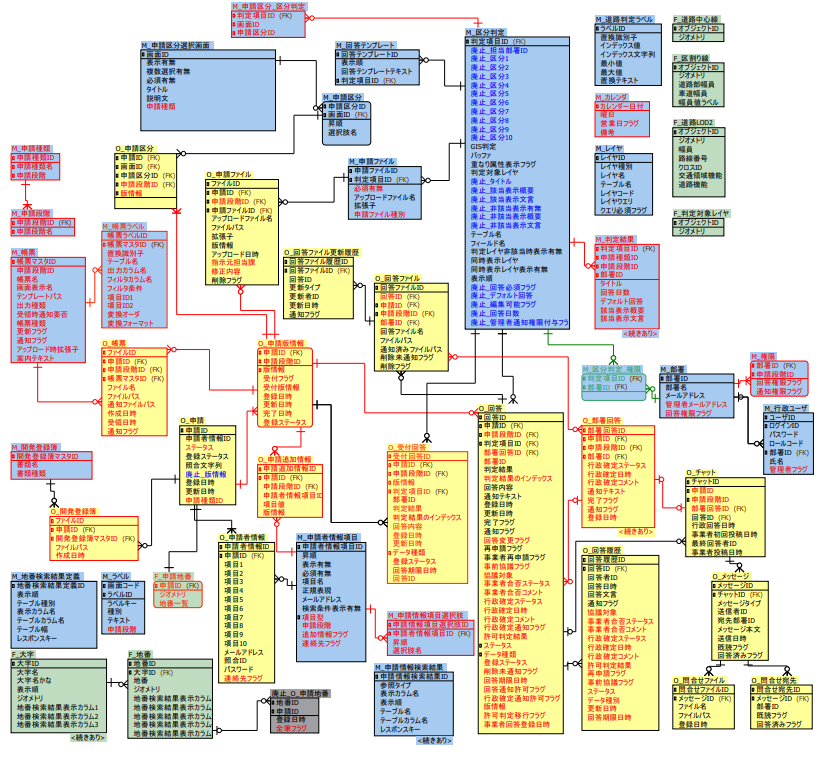 M_申請区分_区分判定
判定項目ID (FK)
画面ID
申請区分ID
M_申請区分選択画面
画面ID
表示有無
複数選択有無
必須有無
タイトル
説明文
申請種類
M_回答テンプレート
回答テンプレートID
表示順
回答テンプレートテキスト
判定項目ID (FK)
M_申請区分
申請区分ID
画面ID (FK)
昇順
選択肢名
M_区分判定
判定項目ID (FK)
廃止_担当部署ID
廃止_区分1
廃止_区分2
廃止_区分3
廃止_区分4
廃止_区分5
廃止_区分6
廃止_区分7
廃止_区分8
廃止_区分9
廃止_区分10
GIS判定
バッファ
重なり属性表示フラグ
判定対象レイヤ
廃止_タイトル
廃止_該当表示概要
廃止_該当表示文言
廃止_非該当表示有無
廃止_非該当表示概要
廃止_非該当表示文言
テーブル名
フィールド名
判定レイヤ非該当時表示有無
同時表示レイヤ
同時表示レイヤ表示有無
表示順
廃止_回答必須フラグ
廃止_デフォルト回答
廃止_編集可能フラグ
廃止_回答日数
廃止_管理者通知権限付与フラ
M_道路判定ラベル
ラベルID
置換識別子
インデックス値
インデックス文字列
最小値
最大値
置換テキスト
F_道路中心線
オブジェクトID
ジオメトリ
F_区割り線
オブジェクトID
ジオメトリ
道路部幅員
車道幅員
幅員値ラベル
M_カレンダ
カレンダー日付
曜日
営業日フラグ
備考
F_道路LOD2
オブジェクトID
ジオメトリ
幅員
路線番号
クロスID
交通領域機能
道路機能
M_レイヤ
レイヤID
レイヤ種別
レイヤ名
テーブル名
レイヤコード
レイヤクエリ
クエリ必須フラグ
F_判定対象レイヤ
ジオメトリ
M_申請種類
申請種類ID
申請種類名
申請段階
O_申請区分
申請ID (FK)
画面ID (FK)
申請区分ID (FK)
申請段階ID (FK)
版情報
O_申請ファイル
ファイルID
申請ID (FK)
申請段階ID (FK)
申請ファイルID (FK)
アップロードファイル名
ファイルパス
拡張子
版情報
アップロード日時
指示元担当課
修正内容
削除フラグ
M_申請ファイル
申請ファイルID
判定項目ID (FK)
必須有無
アップロードファイル名
拡張子
申請ファイル種別
M_申請段階
申請段階ID (FK)
申請段階名
M_帳票ラベル
帳票ラベルID
帳票マスタID (FK)
置換識別子
テーブル名
出力カラム名
フィルタカラム名
フィルタ条件
項目ID1
項目ID2
変換オーダ
変換フォーマット
M_帳票
帳票マスタID
申請段階ID (FK)
帳票名
画面表示名
テンプレートパス
出力種類
受領時通知要否
帳票種類
更新フラグ
通知フラグ
アップロード時拡張子
案内テキスト
O_回答ファイル更新履歴
回答ファイル履歴ID
回答ファイルID (FK)
回答ID
更新タイプ
更新者ID
更新日時
通知フラグ
O_回答ファイル
回答ファイルID
回答ID (FK)
申請ID (FK)
申請段階ID (FK)
部署ID (FK)
回答ファイル名
ファイルパス
通知済みファイルパス
削除未通知フラグ
削除フラグ
M_判定結果
判定項目ID (FK)
申請種類ID (FK)
申請段階ID (FK)
部署ID (FK)
タイトル
回答日数
デフォルト回答
該当表示概要
該当表示文言
<続きあり>
O_帳票
ファイルID
申請ID (FK)
申請段階ID (FK)
帳票マスタID (FK)
ファイル名
ファイルパス
通知ファイルパス
作成日時
受領日時
通知フラグ
O_申請版情報
申請ID (FK)
申請段階ID (FK)
版情報
受付フラグ
受付版情報
登録日時
更新日時
完了日時
登録ステータス
M_区分判定_権限
判定項目ID (FK)
部署ID (FK)
M_部署
部署ID
部署名
メールアドレス
管理者メールアドレス
回答権限フラグ
M_権限
部署ID (FK)
申請段階ID (FK)
回答権限フラグ
通知権限フラグ
M_行政ユーザ
ユーザID
ログインID
パスワード
ロールコード
部署ID (FK)
氏名
管理者フラグ
O_申請
申請ID
申請者情報ID
ステータス
登録ステータス
照合文字列
廃止_版情報
登録日時
更新日時
申請種類ID
M_開発登録簿
開発登録簿マスタID
書類名
書類種類
O_開発登録簿
ファイルID
申請ID (FK)
開発登録簿マスタID (FK)
ファイルパス
作成日時
O_申請追加情報
申請追加情報ID
申請ID (FK)
申請段階ID (FK)
申請者情報項目ID
項目値
版情報
O_受付回答
受付回答ID
申請ID (FK)
申請段階ID (FK)
版情報
判定項目ID (FK)
部署ID
判定結果
判定結果のインデックス
回答内容
登録日時
更新日時
データ種類
登録ステータス
回答期限日時
回答ID
O_回答
回答ID
申請ID (FK)
申請段階ID (FK)
判定項目ID (FK)
部署回答ID (FK)
部署ID
判定結果
判定結果のインデックス
回答内容
通知テキスト
登録日時
更新日時
完了フラグ
通知フラグ
回答変更フラグ
再申請フラグ
事業者再申請フラグ
事前協議フラグ
協議対象
事業者合否ステータス
事業者合否コメント
行政確定ステータス
行政確定日時
行政確定コメント
行政確定通知フラグ
許可判定結果
ステータス
データ種類
登録ステータス
削除未通知フラグ
回答期限日時
回答通知許可フラグ
行政確定通知許可フラグ
版情報
許可判定移行フラグ
事業者回答登録日時
O_部署回答
部署回答ID
申請ID (FK)
申請段階ID (FK)
部署ID (FK)
行政確定ステータス
行政確定日時
行政確定コメント
通知テキスト
完了フラグ
通知フラグ
登録日時
<続きあり>
O_チャット
チャットID
申請ID
申請段階ID
部署回答ID (FK)
回答ID (FK)
行政回答日時
事業者初回投稿日時
最終回答者ID
事業者投稿日時
O_申請者情報
申請者情報ID
申請ID (FK)
項目1
項目2
項目3
項目4
項目5
項目6
項目7
項目8
項目9
項目10
メールアドレス
照合ID
パスワード
連絡先フラグ
M_申請者情報項目
申請者情報項目ID
昇順
表示有無
必須有無
項目名
正規表現
メールアドレス
検索条件表示有無
項目型
申請段階
追加情報フラグ
連絡先フラグ
O_回答履歴
回答履歴ID
回答ID (FK)
回答者ID
回答日時
回答文言
通知フラグ
協議対象
事業者合否ステータス
事業者合否コメント
行政確定ステータス
行政確定日時
行政確定コメント
許可判定結果
再申請フラグ
事前協議フラグ
ステータス
データ種別
更新日時
回答期限日時
O_メッセージ
メッセージID
チャットID (FK)
メッセージタイプ
送信者ID
宛先部署ID
メッセージ本文
送信日時
既読フラグ
回答済みフラグ
M_地番検索結果定義
地番検索結果定義ID
表示順
テーブル種別
表示カラム名
テーブルカラム名
テーブル幅
レスポンスキー
M_ラベル
画面コード
ラベルID
ラベルキー
種別
テキスト
申請段階
F_申請地番
申請ID (FK)
ジオメトリ
地番一覧
M_申請情報項目選択肢
申請情報項目選択肢ID
申請者情報項目ID (FK)
昇順
選択肢名
F_大字
大字ID
大字名
大字名かな
表示順
ジオメトリ
地番検索結果表示カラム1
地番検索結果表示カラム2
地番検索結果表示カラム3
<続きあり>
F_地番
地番ID
大字ID (FK)
地番
ジオメトリ
地番検索結果表示カラム
地番検索結果表示カラム
地番検索結果表示カラム
地番検索結果表示カラム
地番検索結果表示カラム
廃止_O_申請地番
地番ID
申請ID
登録日時
全筆フラグ
M_申請情報検索結果
申請情報検索結果ID
参照タイプ
表示カラム名
表示順
テーブル名
テーブルカラム名
レスポンスキー
<続きあり>
O_問合せファイル
問合せファイルID
メッセージID (FK)
ファイル名
ファイルパス
登録日時
O_問合せ宛先
問合せ宛先ID
メッセージID (FK)
部署ID
既読フラグ
回答済みフラグ